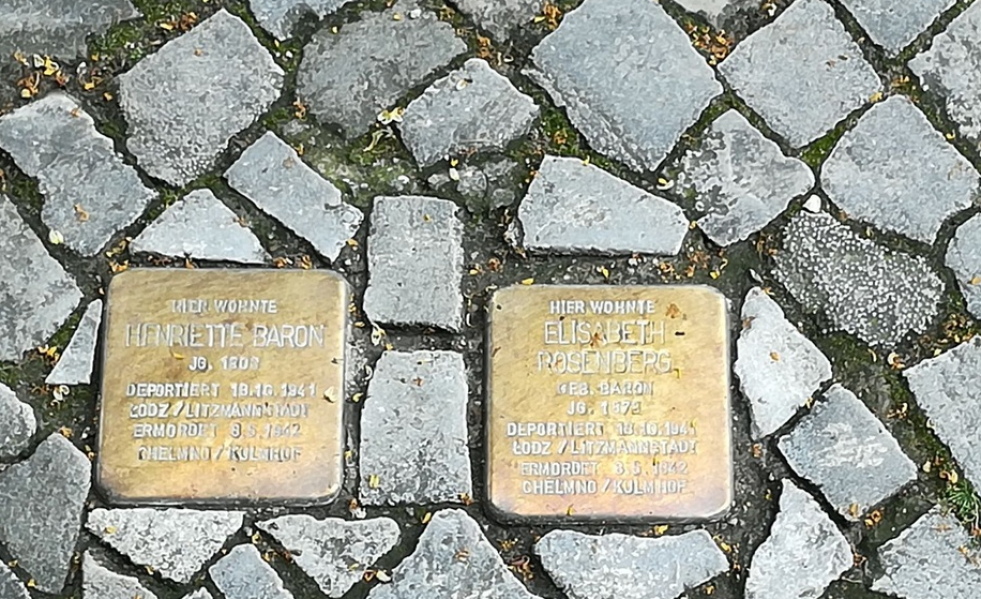 HIER WOHNTE
HENRIETTE BARON
JG.
DEPORTIERT 18.10.1941
ŁODZ / LITZMANNSTADT
ERMORDET 8.5.1942
CHELMNO / KULMHOF
HIER WOHNTE
ELISABETH
ROSENBERG
GEB. BARON
JG.
DEPORTIERT 18.10.1941
ŁODZ / LITZMANNSTADT
ERMORDET 8.5.1942
CHELMNO / KULMHOF